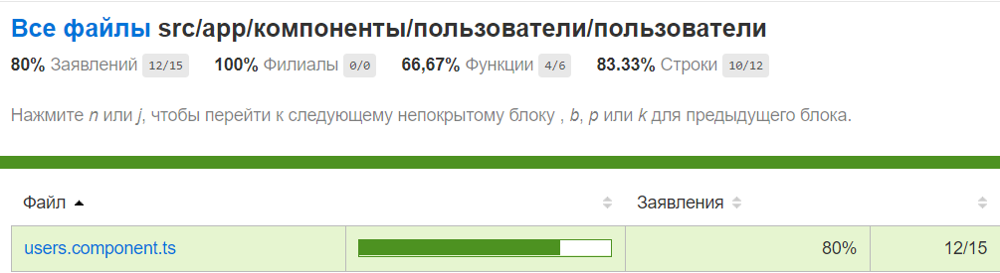 Все файлы src/app/компоненты/пользователи/пользователи
80% Заявлений 12/15 100% Филиалы 0/0 66,67% Функции 4/6 83.33% Строки 10/12
Нажмите n или j, чтобы перейти к следующему непокрытому блоку , b, p или k для предыдущего блока.
Файл Заявления
users.component.ts 80% 12/15